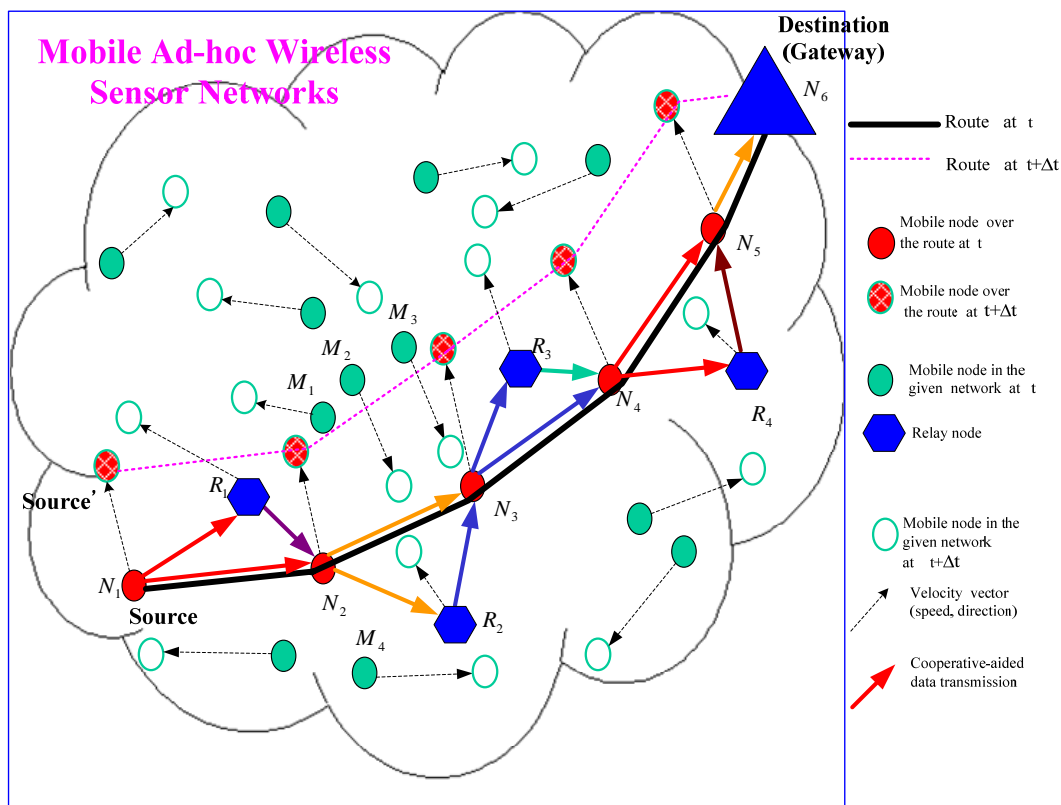 Mobile Ad-hoc Wireless
Sensor Networks
Destination
(Gateway)
N6
Route at t
Route at t+Δt
Mobile node over
the route at t
N5
Mobile node over
the route at t+Δt
M3
R3
M2
M1
N4
R4
Mobile node in the
given network at t
Relay node
Source'
R1
N3
Mobile node in the
given network
at t+Δt
N1
Source
N2
R2
Velocity vector
(speed, direction)
M4
Cooperative-aided
data transmission